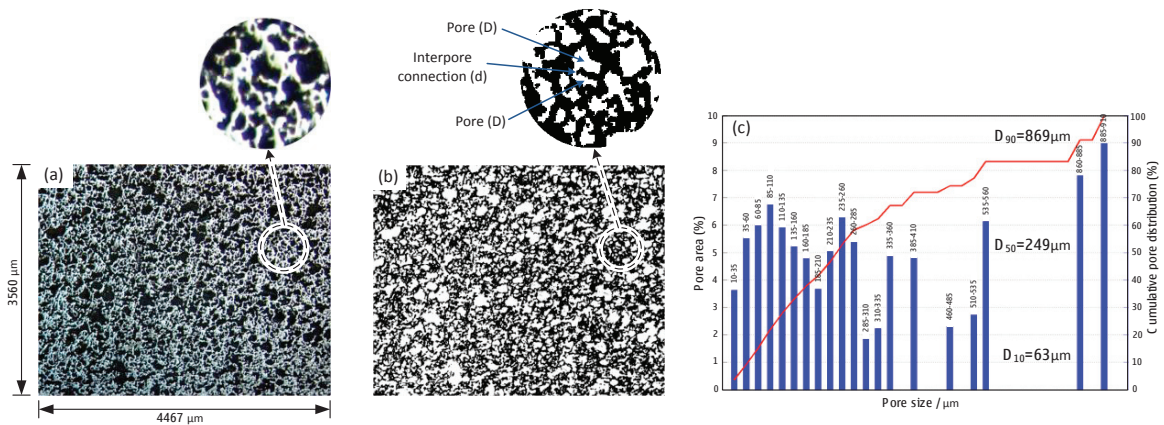 Pore (D)
Interpore
connection (d)
Pore (D)
(a)
3560 µm
4467 µm
(b)
(c)
Pore area (%)
10
9
8
7
6
5
4
3
2
1
0
10-35
35-60
60-85
85-110
110-135
135-160
160-185
185-210
210-235
235-260
260-285
285-310
310-335
335-360
385-410
460-485
510-535
535-560
860-885
885-910
D90=869µm
D50=249µm
D10=63µm
100
90
80
70
60
50
40
30
20
10
0
C umulative pore distribution (%)
Pore size / µm